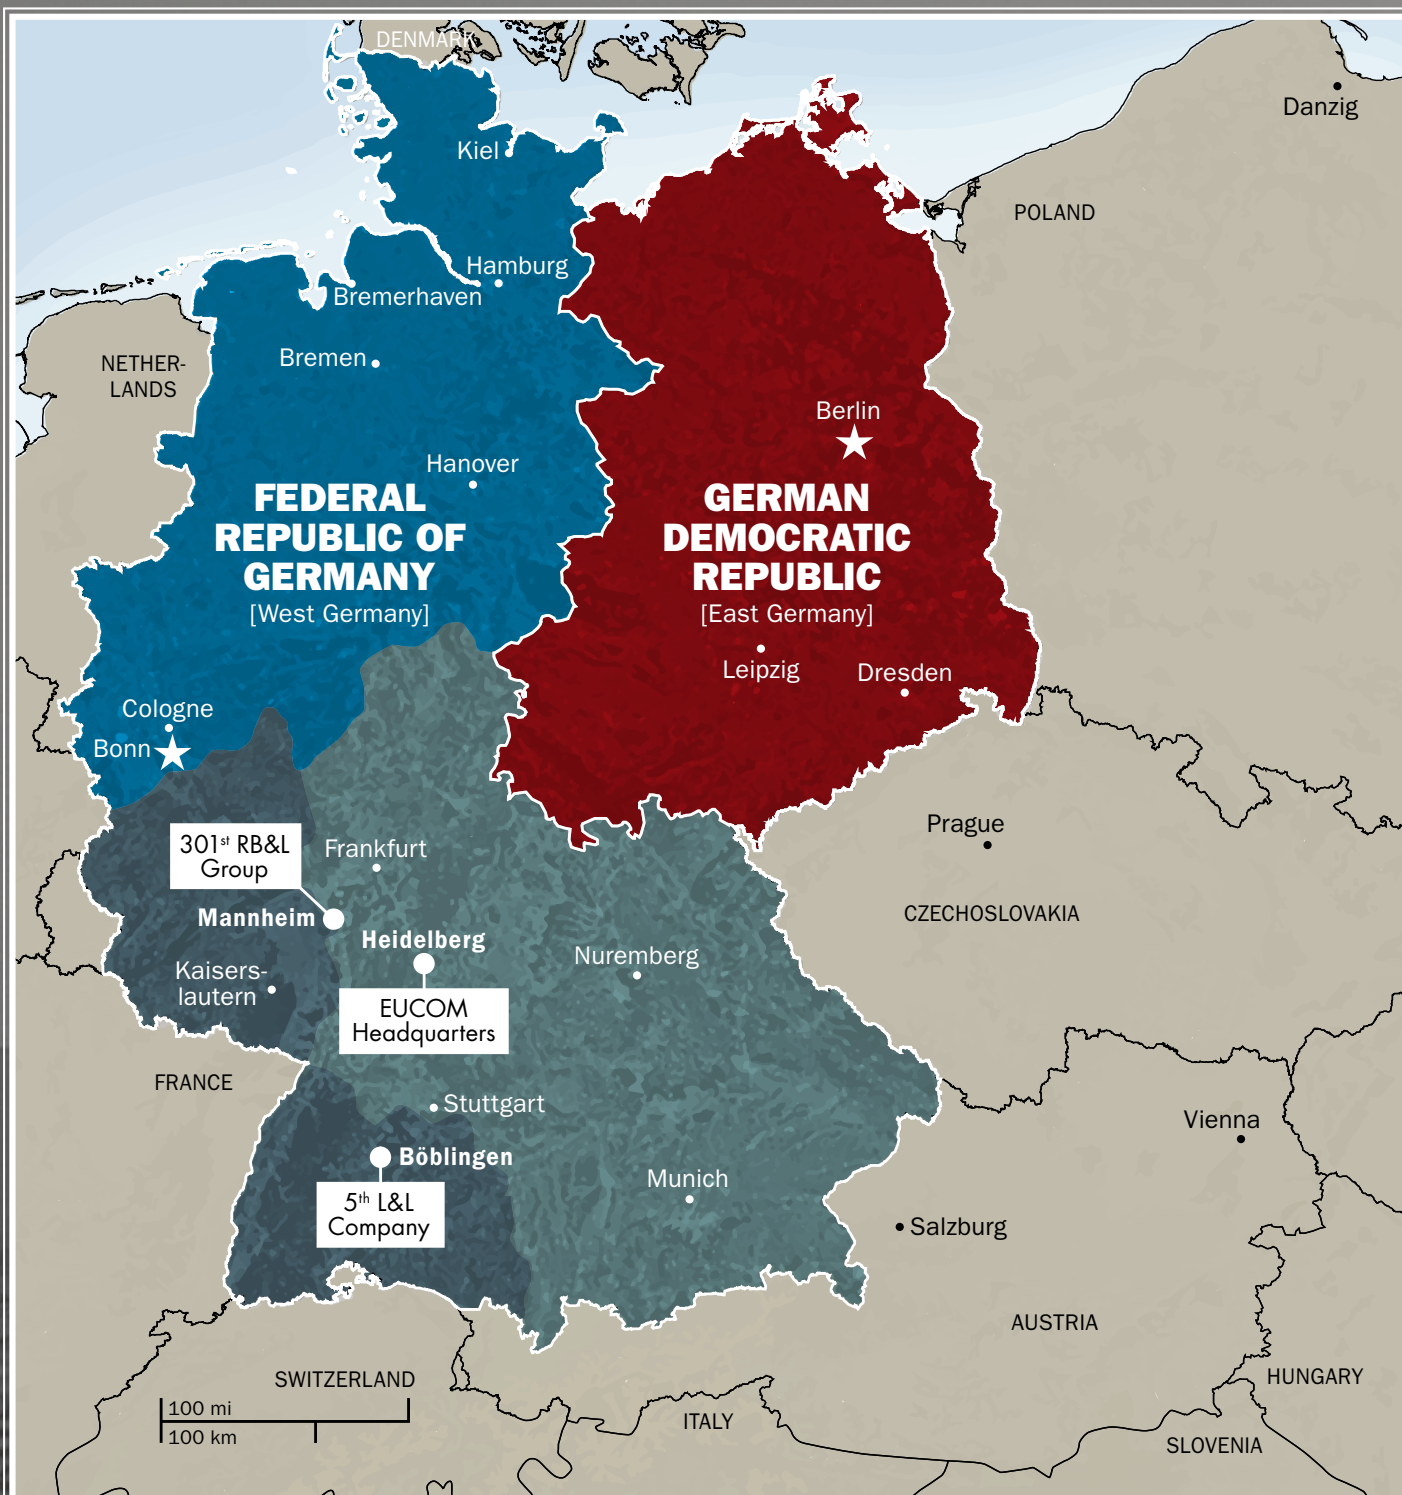 DENMARK
Danzig
Kiel
POLAND
Hamburg
Bremerhaven
Bremen
NETHER-
LANDS
Berlin
Hanover
FEDERAL
REPUBLIC OF
GERMANY
[West Germany]
GERMAN
DEMOCRATIC
REPUBLIC
[East Germany]
Leipzig
Dresden
Cologne
Bonn
Prague
301st RB&L
Group
Frankfurt
Mannheim
CZECHOSLOVAKIA
Heidelberg
Nuremberg
Kaisers-
lautern
EUCOM
Headquarters
FRANCE
Stuttgart
Vienna
Böblingen
Munich
5th L&L
Company
Salzburg
AUSTRIA
SWITZERLAND
HUNGARY
100 mi
100 km
ITALY
SLOVENIA